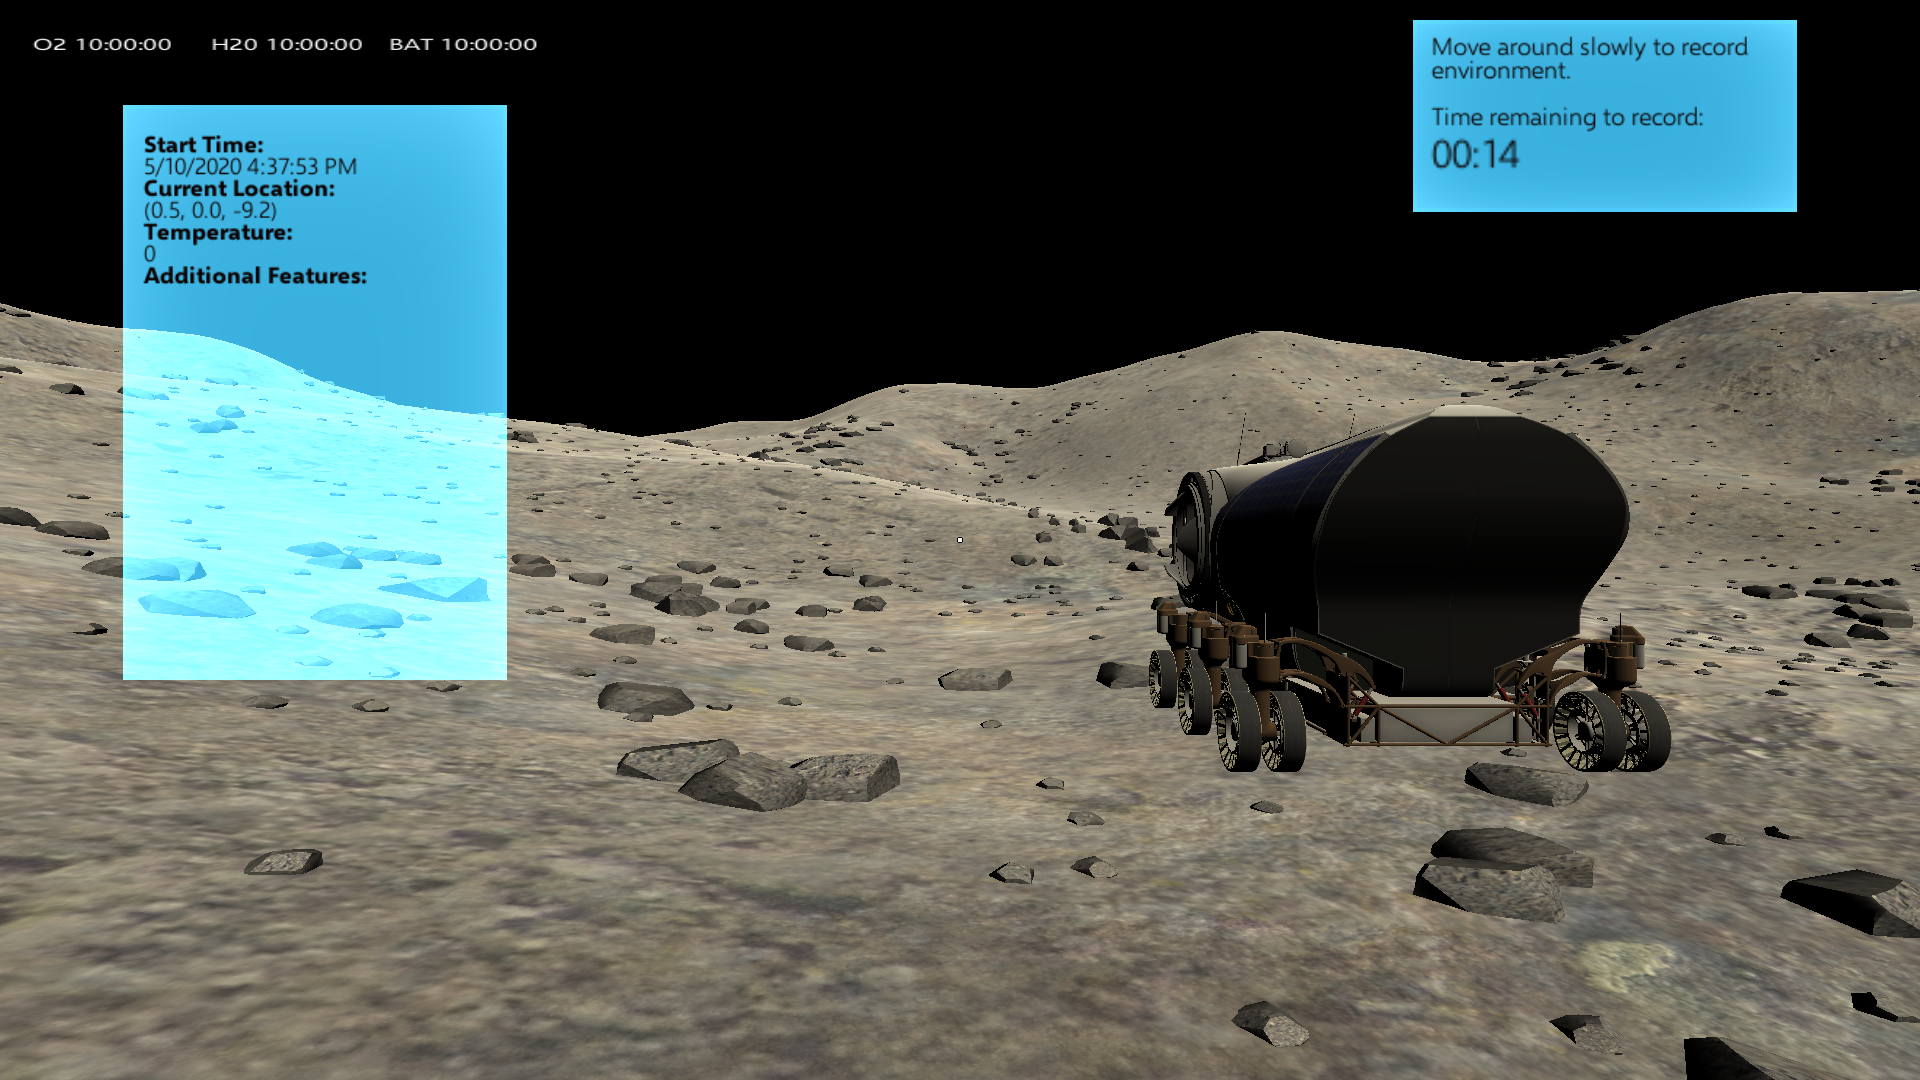 O2 10:00:00 H20 10:00:00 BAT 10:00:00
Move around slowly to record
environment.
Time remaining to record:
00:14
Start Time:
5/10/2020 4:37:53 PM
Current Location:
(0.5, 0.0, -9.2)
Temperature:
0
Additional Features: